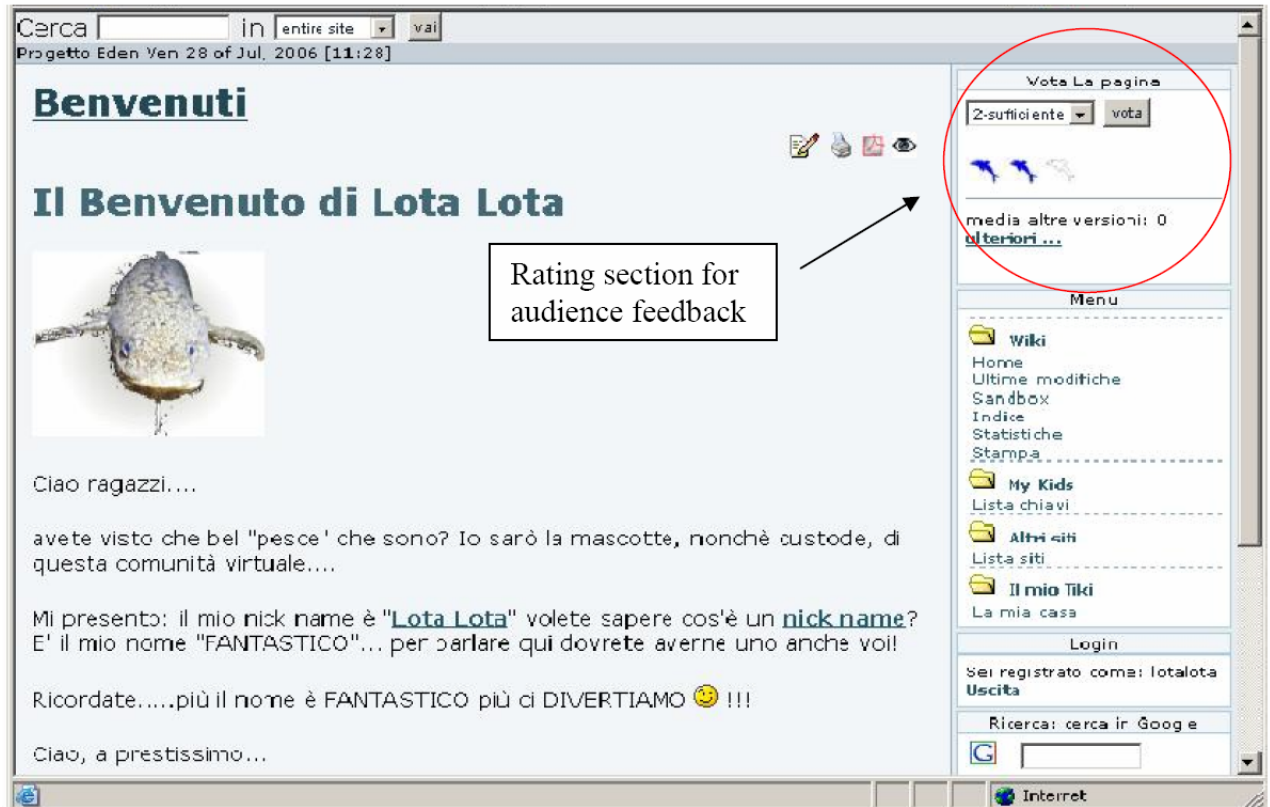 Cerca in entire site vai
Progetto Eden Ven 28 of Jul, 2006 [11:28]
Benvenuti
Il Benvenuto di Lota Lota
Rating section for
audience feedback
Ciao ragazzi....
avete visto che bel "pesce" che sono? Io sarò la mascotte, nonchè custode, di
questa comunità virtuale....
Mi presento: il mio nick name è "Lota Lota" volete sapere cos'è un nick name?
E' il mio nome "FANTASTICO"... per parlare qui dovrete averne uno anche voi!
Ricordate.....più il nome è FANTASTICO più ci DIVERTIAMO !!!
Ciao, a prestissimo...
Vota La pagina
2-sufficiente vota
media altre versioni: 0
ulteriori ...
Menu
Wiki
Home
Ultime modifiche
Sandbox
Indice
Statistiche
Stampa
My Kids
Lista chiavi
Altri siti
Lista siti
Il mio Tiki
La mia casa
Login
Sei registrato come: lotalota
Uscita
Ricerca: cerca in Google
G
Internet